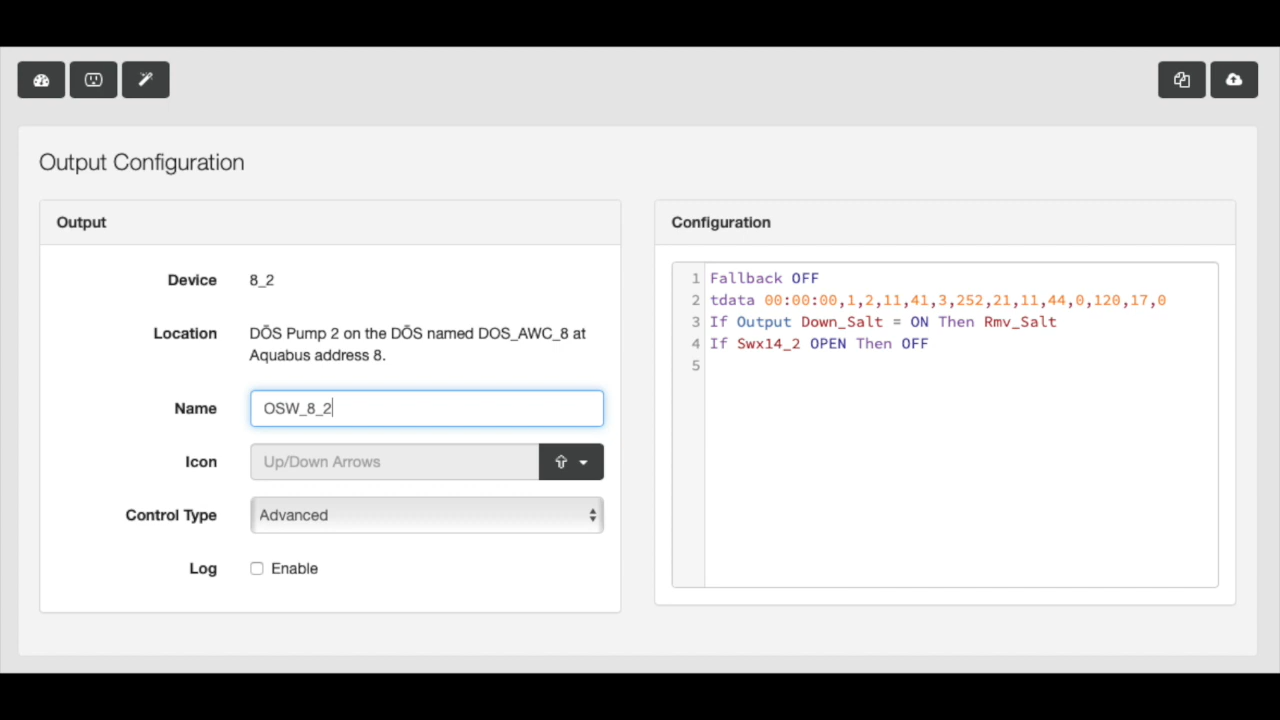 Output Configuration
Output
Device 8_2
Location DŌS Pump 2 on the DŌS named DOS_AWC_8 at
Aquabus address 8.
Name OSW_8_2
Icon Up/Down Arrows
Control Type Advanced
Log Enable
Configuration
1 Fallback OFF
2 tdata 00:00:00,1,2,11,41,3,252,21,11,44,0,120,17,0
3 If Output Down_Salt = ON Then Rmv_Salt
4 If Swx14_2 OPEN Then OFF
5